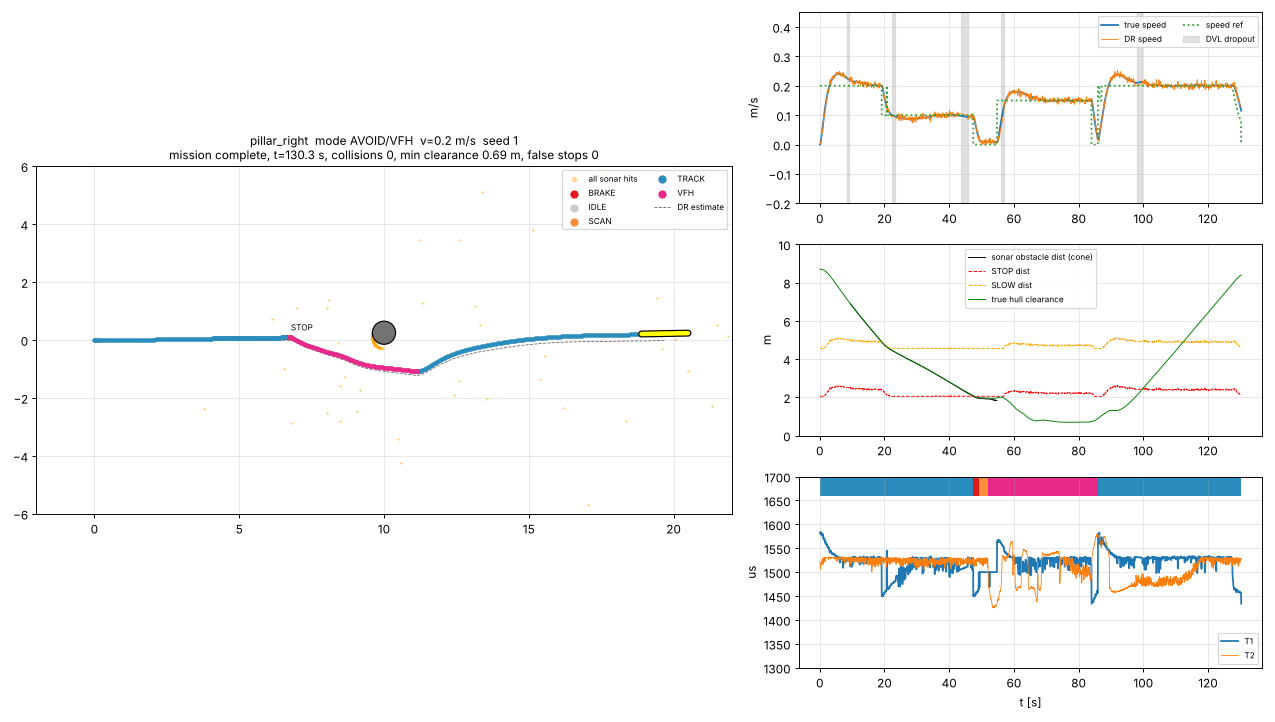 pillar_right  mode AVOID/VFH  v=0.2 m/s  seed 1
mission complete, t=130.3 s, collisions 0, min clearance 0.69 m, false stops 0
6
4
2
0
−2
−4
−6
0
5
10
15
20
all sonar hits
BRAKE
IDLE
SCAN
TRACK
VFH
DR estimate
STOP
m/s
0.4
0.3
0.2
0.1
0.0
−0.1
−0.2
0
20
40
60
80
100
120
true speed
DR speed
speed ref
DVL dropout
m
10
8
6
4
2
0
0
20
40
60
80
100
120
sonar obstacle dist (cone)
STOP dist
SLOW dist
true hull clearance
us
1700
1650
1600
1550
1500
1450
1400
1350
1300
0
20
40
60
80
100
120
T1
T2
t [s]